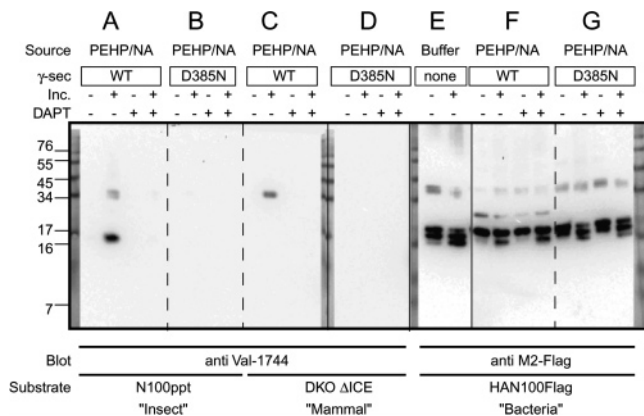 A B C D E F G
Source PEHP/NA PEHP/NA PEHP/NA PEHP/NA Buffer PEHP/NA PEHP/NA
γ-sec WT D385N WT D385N none WT D385N
Inc. - + - + - + - + - + - + - + - + - + - + - + - + - +
DAPT - - + + - - + + - - + + - - + + - - - - + + - - + +
76
55
45
34
17
16
7
Blot anti Val-1744 anti M2-Flag
Substrate N100ppt DKO ΔICE HAN100Flag
"Insect" "Mammal" "Bacteria"